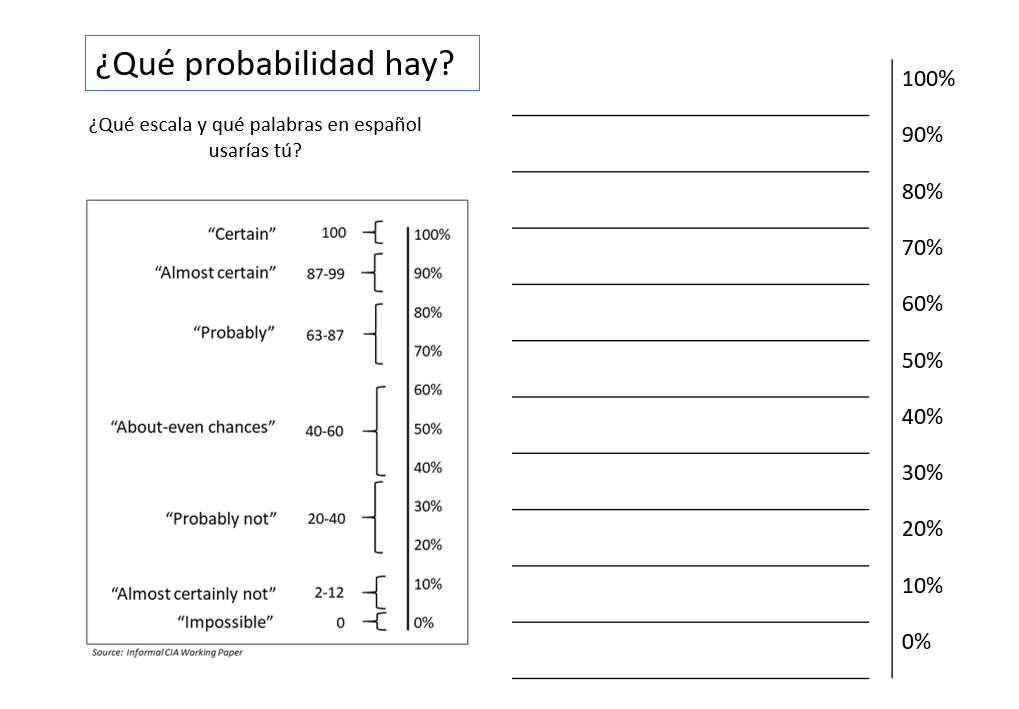 ¿Qué probabilidad hay?
¿Qué escala y qué palabras en español
usarías tú?
“Certain” 100 100%
“Almost certain” 87-99 90%
80%
“Probably” 63-87
70%
60%
“About-even chances” 40-60 50%
40%
30%
“Probably not” 20-40
20%
10%
“Almost certainly not” 2-12
“Impossible” 0 0%
Source: Informal CIA Working Paper
100%
90%
80%
70%
60%
50%
40%
30%
20%
10%
0%